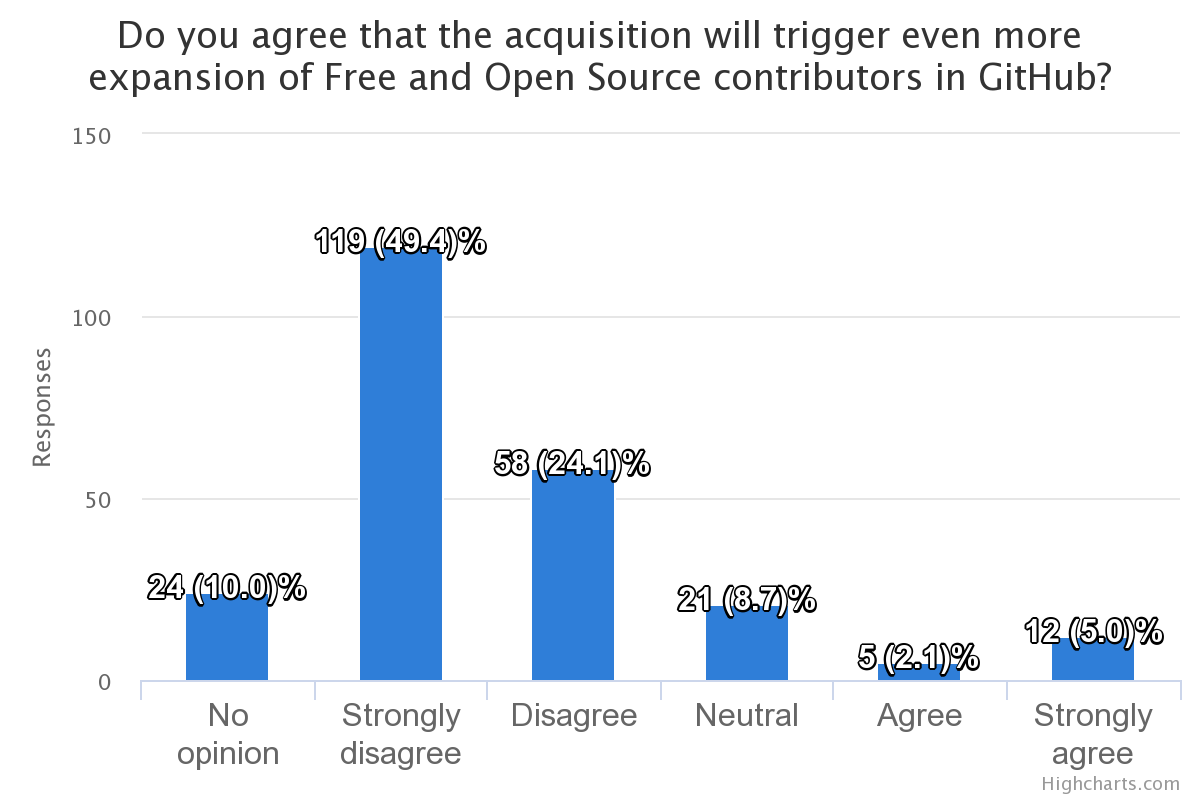 Do you agree that the acquisition will trigger even more
expansion of Free and Open Source contributors in GitHub?
150
100
50
0
Responses
24 (10.0)%
119 (49.4)%
58 (24.1)%
21 (8.7)%
5 (2.1)%
12 (5.0)%
No
opinion
Strongly
disagree
Disagree
Neutral
Agree
Strongly
agree
Highcharts.com